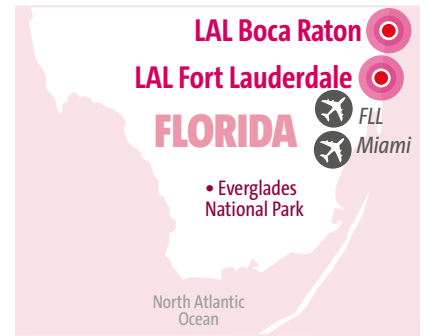 LAL Boca Raton
LAL Fort Lauderdale
FLORIDA
FLL
Miami
• Everglades
National Park
North Atlantic
Ocean